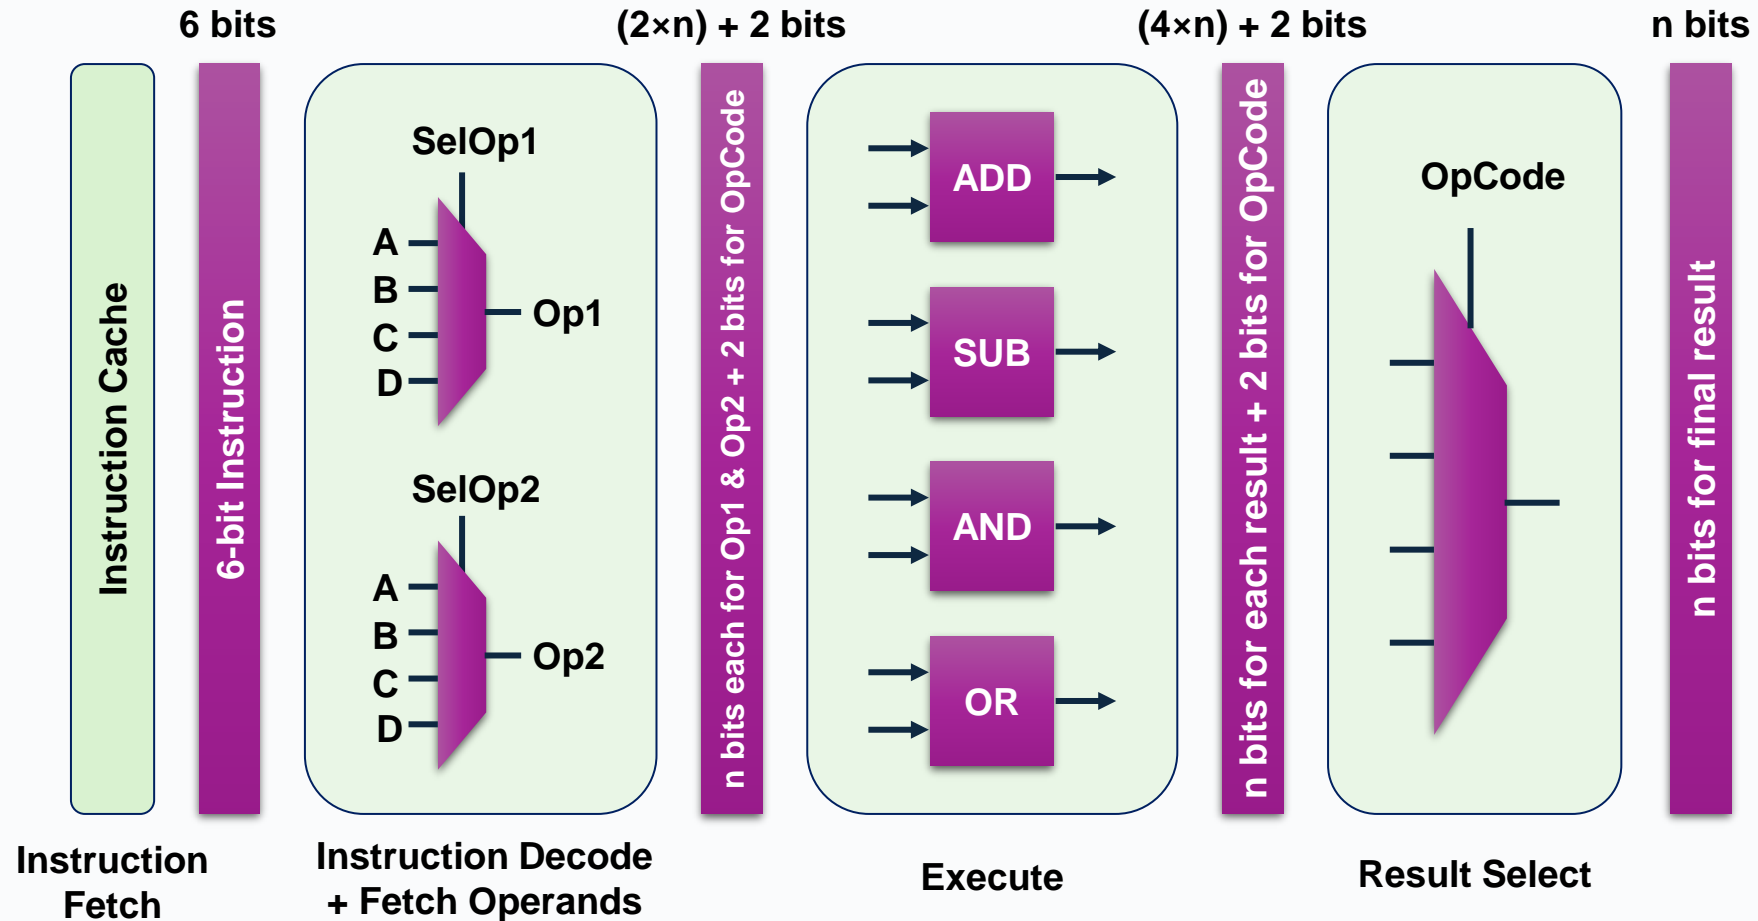 6 bits
(2×n) + 2 bits
(4×n) + 2 bits
n bits
Instruction Cache
6-bit Instruction
SelOp1
A
B
C
D
Op1
SelOp2
A
B
C
D
Op2
n bits each for Op1 & Op2 + 2 bits for OpCode
ADD
SUB
AND
OR
n bits for each result + 2 bits for OpCode
OpCode
n bits for final result
Instruction
Fetch
Instruction Decode
+ Fetch Operands
Execute
Result Select